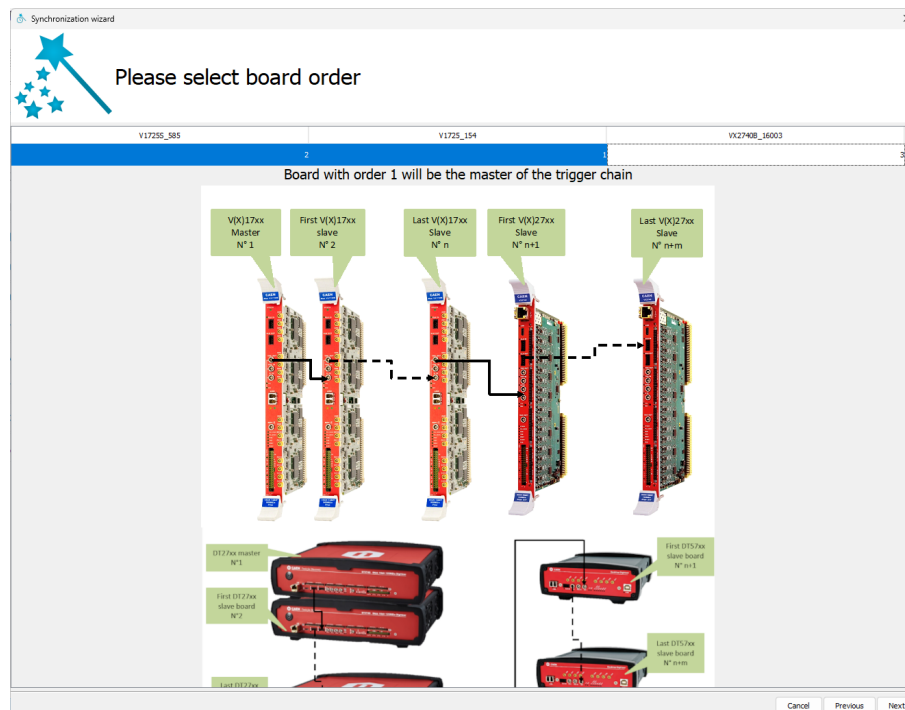 Synchronization wizard
Please select board order
V1725S_585 V1725_154 VX2740B_16003
2 1 3
Board with order 1 will be the master of the trigger chain
V(X)17xx
Master
N° 1
First V(X)17xx
slave
N° 2
Last V(X)17xx
Slave
N° n
First V(X)27xx
Slave
N° n+1
Last V(X)27xx
Slave
N° n+m
DT27xx master
N°1
First DT27xx
slave board
N°2
Last DT27xx
First DT57xx
slave board
N° n+1
Last DT57xx
slave board
N° n+m
Cancel Previous Next